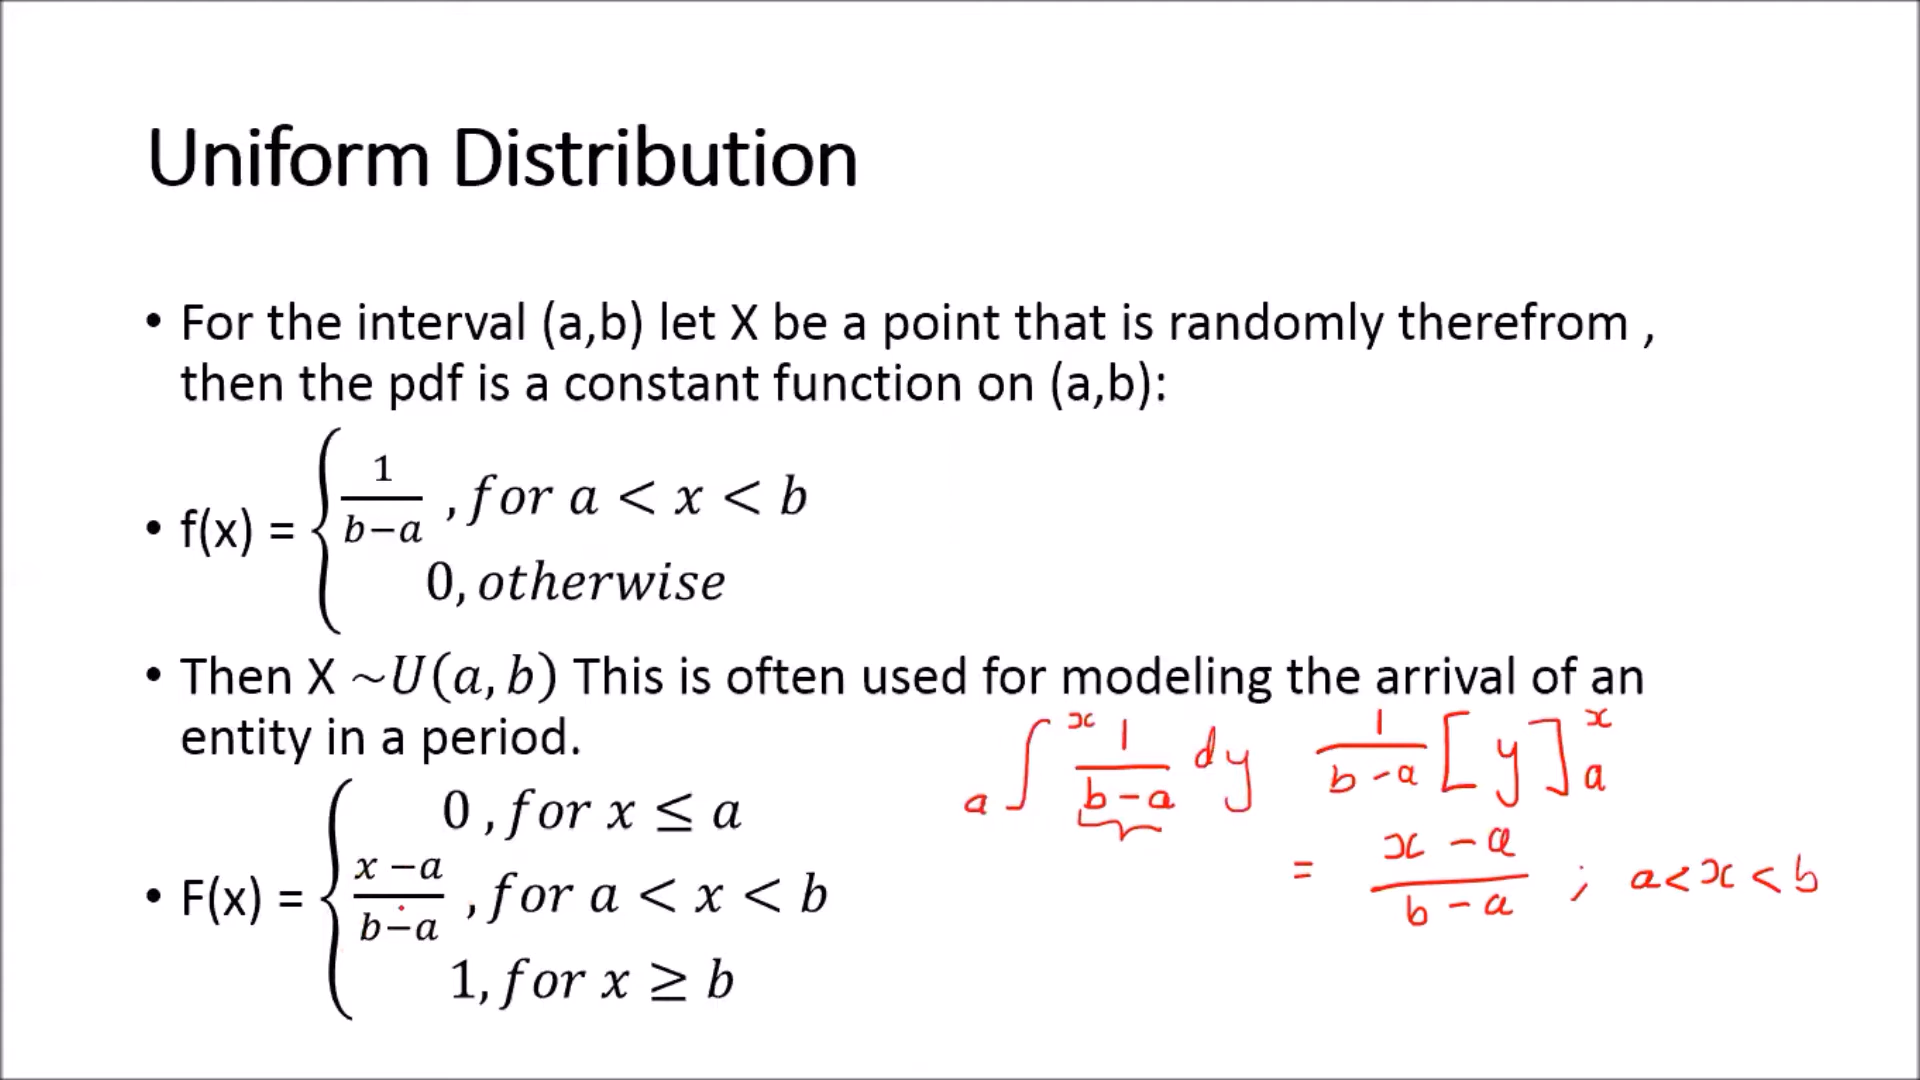 Uniform Distribution
• For the interval (a,b) let X be a point that is randomly therefrom ,
then the pdf is a constant function on (a,b):
• f(x) = { 1/(b−a) , for a < x < b
0, otherwise
• Then X ~U(a, b) This is often used for modeling the arrival of an
entity in a period.
• F(x) = { 0 , for x ≤ a
(x −a)/(b−a) , for a < x < b
1, for x ≥ b
a∫x 1/(b-a) dy 1/(b-a) [y] x a
= (x-a)/(b-a) ; a<x<b